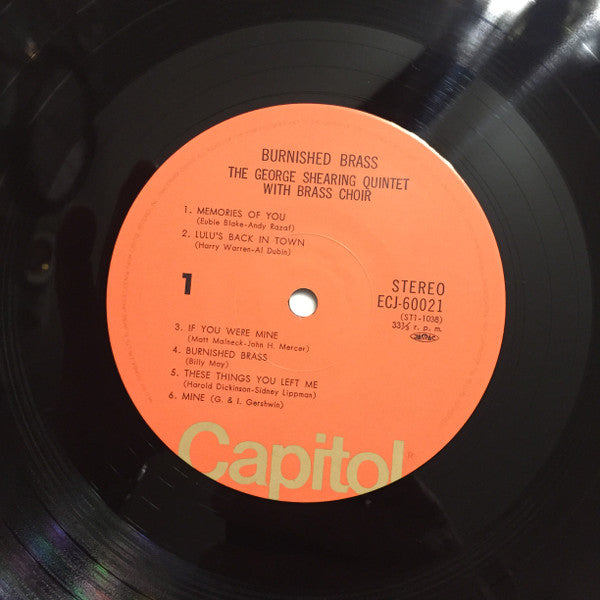 BURNISHED BRASS
THE GEORGE SHEARING QUINTET
WITH BRASS CHOIR
1. MEMORIES OF YOU
(Eubie Blake-Andy Razaf)
2. LULU'S BACK IN TOWN
(Harry Warren-Al Dubin)
1
STEREO
ECJ-60021
(ST1-1038)
33⅓ r. p. m.
3. IF YOU WERE MINE
(Matt Malneck-John H. Mercer)
4. BURNISHED BRASS
(Billy May)
5. THESE THINGS YOU LEFT ME
(Harold Dickinson-Sidney Lippman)
6. MINE (G. & I. Gershwin)
Capitol